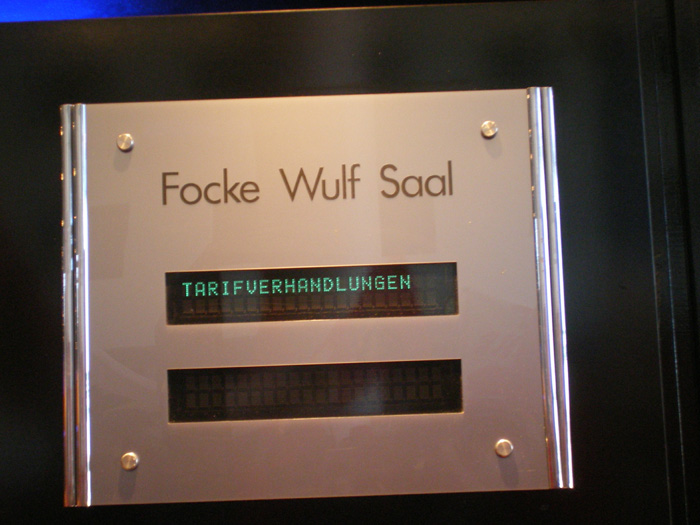 Focke Wulf Saal
TARIFVERHANDLUNGEN